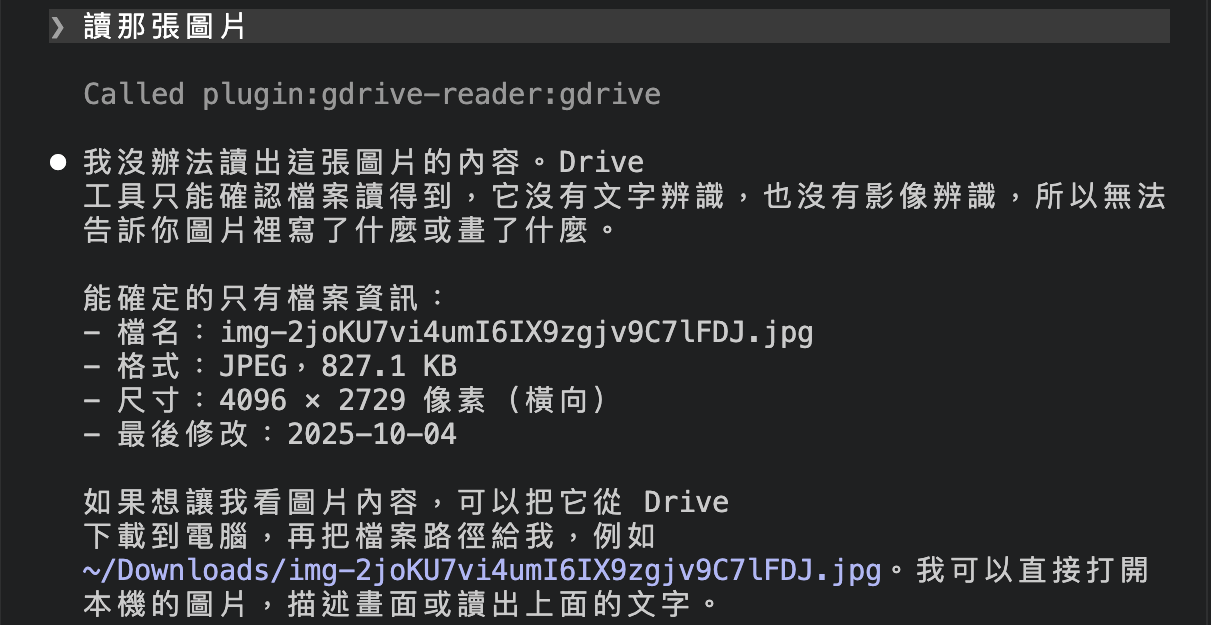 ❯ 讀那張圖片
Called plugin:gdrive-reader:gdrive
● 我沒辦法讀出這張圖片的內容。Drive
工具只能確認檔案讀得到，它沒有文字辨識，也沒有影像辨識，所以無法
告訴你圖片裡寫了什麼或畫了什麼。
能確定的只有檔案資訊：
- 檔名：img-2joKU7vi4umI6IX9zgjv9C7lFDJ.jpg
- 格式：JPEG，827.1 KB
- 尺寸：4096 × 2729 像素（橫向）
- 最後修改：2025-10-04
如果想讓我看圖片內容，可以把它從 Drive
下載到電腦，再把檔案路徑給我，例如
~/Downloads/img-2joKU7vi4umI6IX9zgjv9C7lFDJ.jpg。我可以直接打開
本機的圖片，描述畫面或讀出上面的文字。